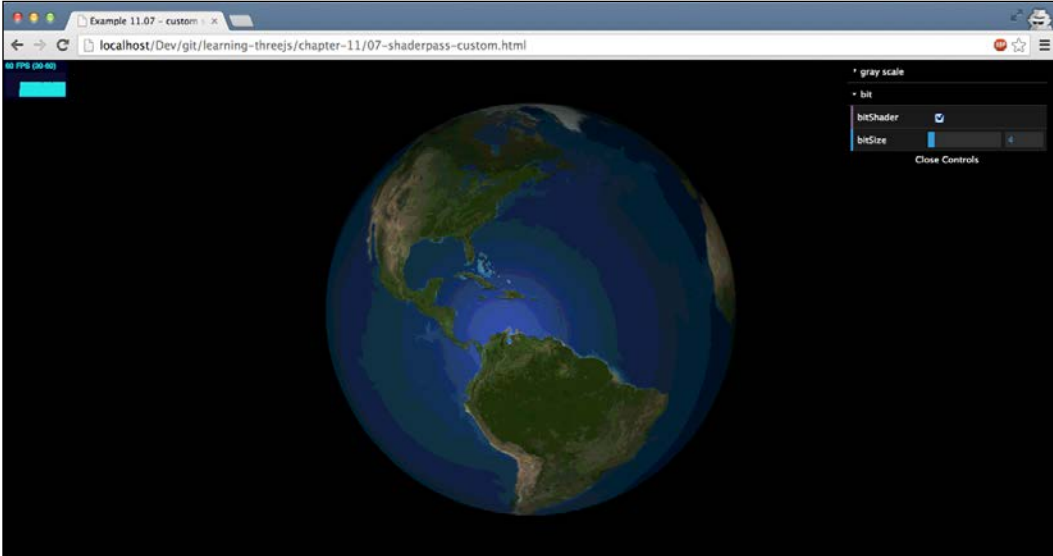 Example 11.07 - custom s
localhost/Dev/git/learning-threejs/chapter-11/07-shaderpass-custom.html
ABP
60 FPS (30-60)
gray scale
bit
bitShader
bitSize 4
Close Controls